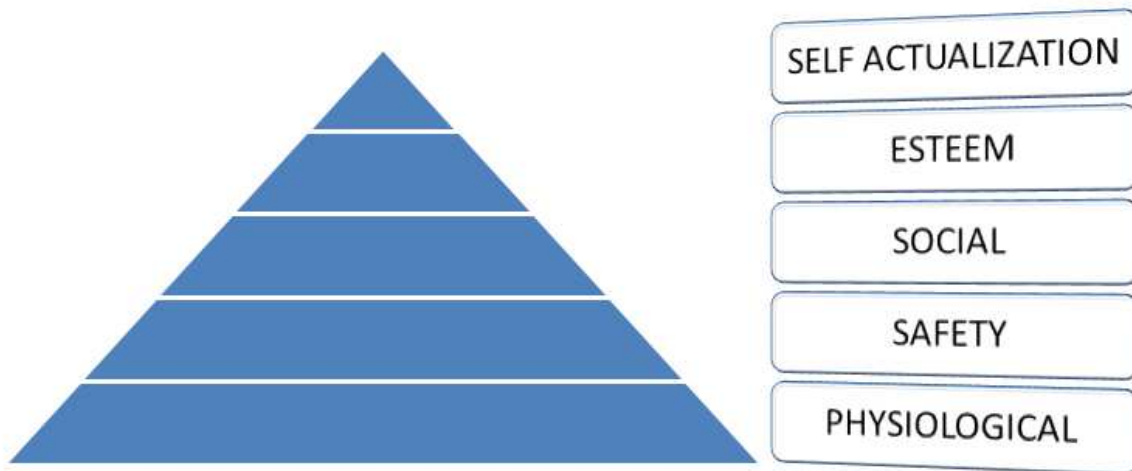 SELF ACTUALIZATION
ESTEEM
SOCIAL
SAFETY
PHYSIOLOGICAL